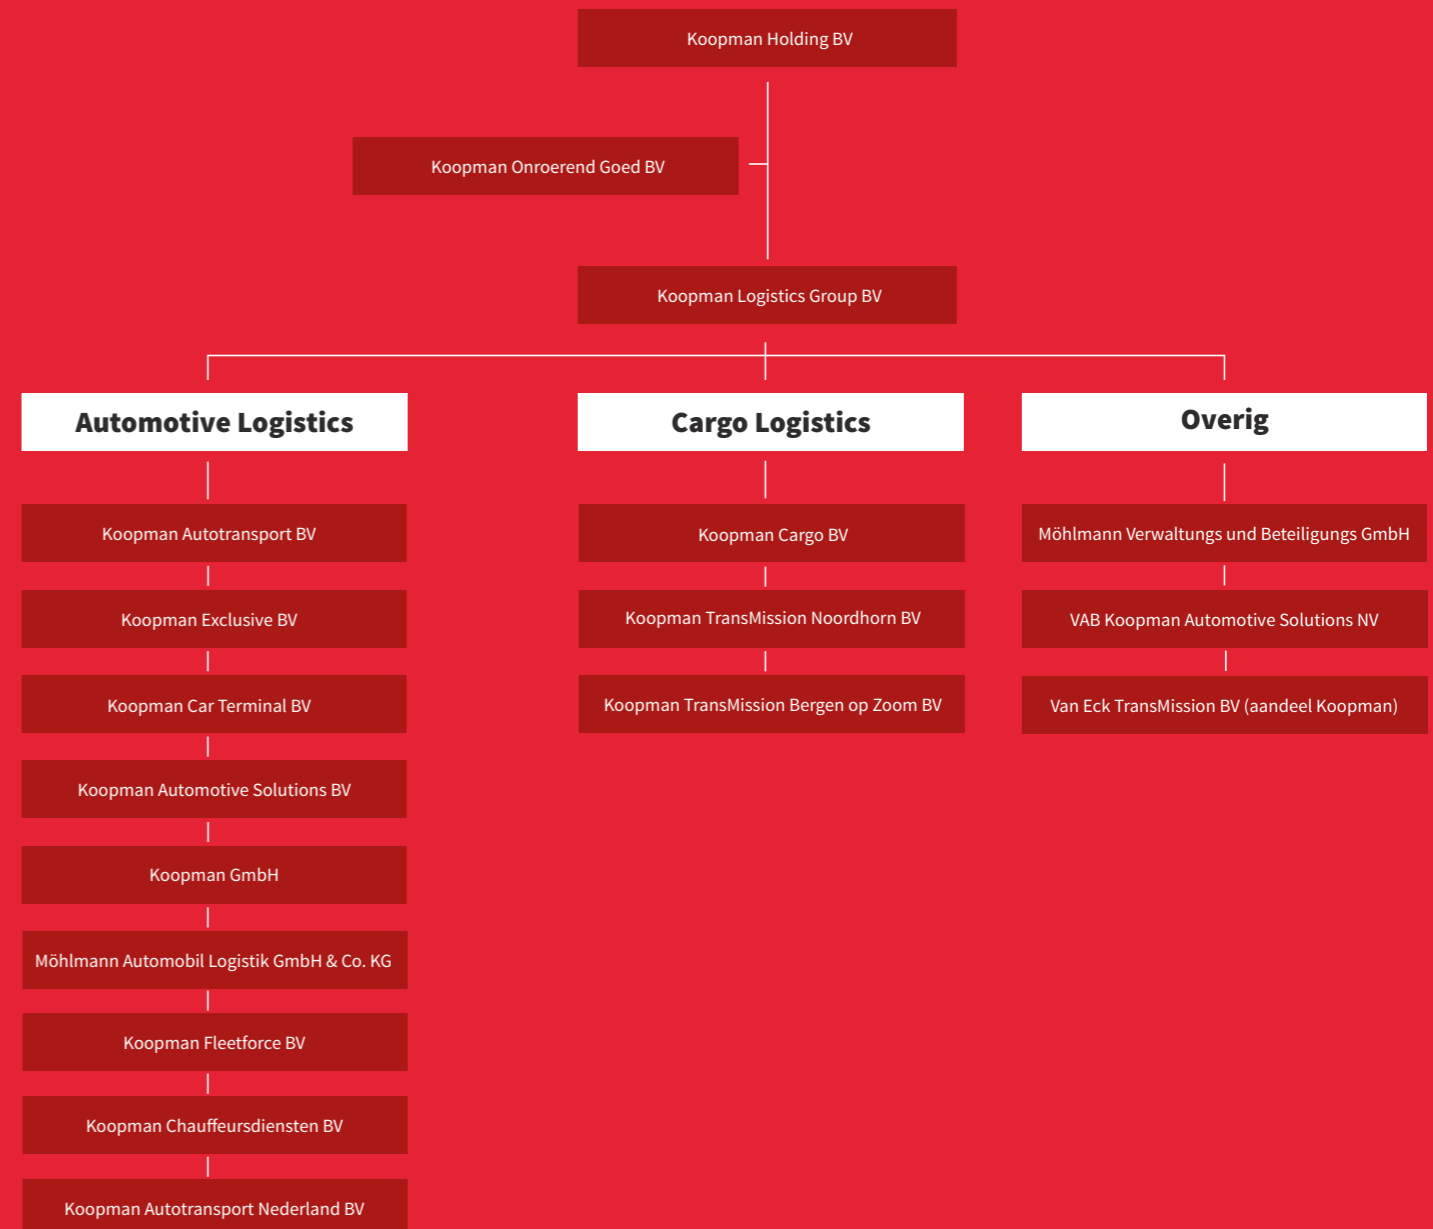 Koopman Holding BV
Koopman Onroerend Goed BV
Koopman Logistics Group BV
Automotive Logistics
Koopman Autotransport BV
Koopman Exclusive BV
Koopman Car Terminal BV
Koopman Automotive Solutions BV
Koopman GmbH
Möhlmann Automobil Logistik GmbH & Co. KG
Koopman Fleetforce BV
Koopman Chauffeursdiensten BV
Koopman Autotransport Nederland BV
Cargo Logistics
Koopman Cargo BV
Koopman TransMission Noordhorn BV
Koopman TransMission Bergen op Zoom BV
Overig
Möhlmann Verwaltungs und Beteiligungs GmbH
VAB Koopman Automotive Solutions NV
Van Eck TransMission BV (aandeel Koopman)